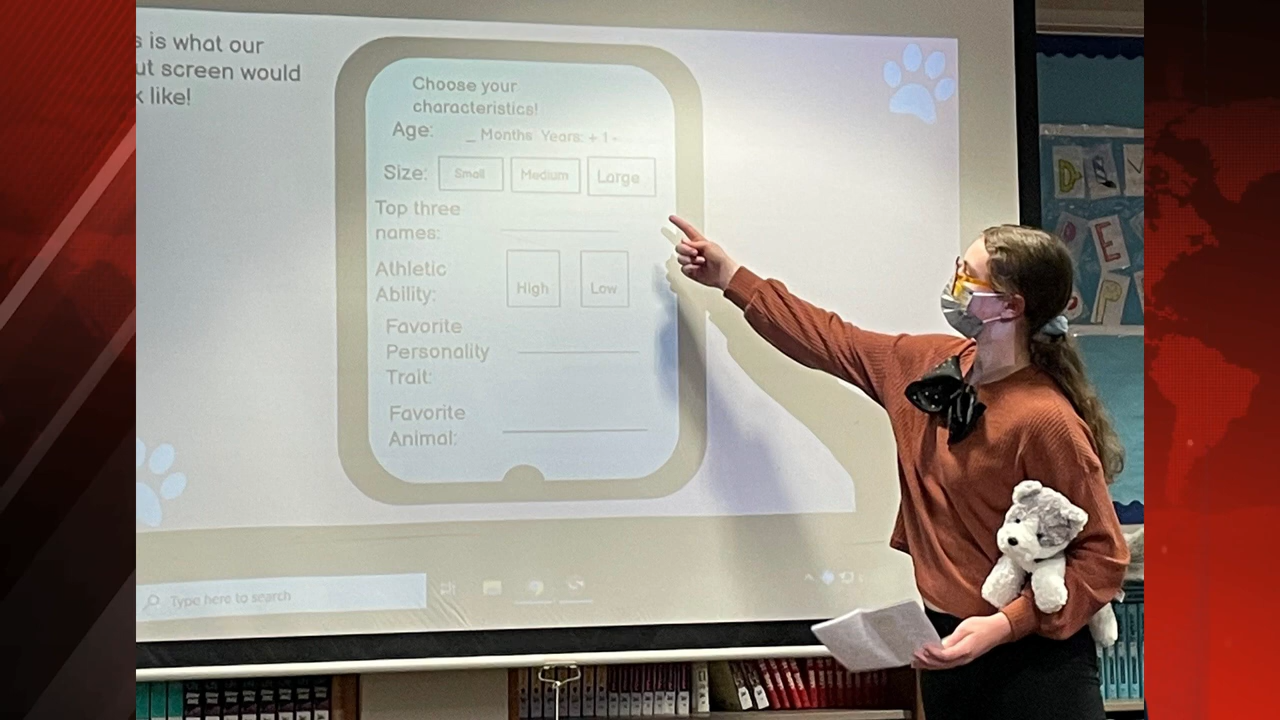 s is what our
ut screen would
k like!
Choose your
characteristics!
Age: _ Months Years: + 1 -
Size: Small Medium Large
Top three
names:
Athletic
Ability: High Low
Favorite
Personality
Trait:
Favorite
Animal:
Type here to search
E
P